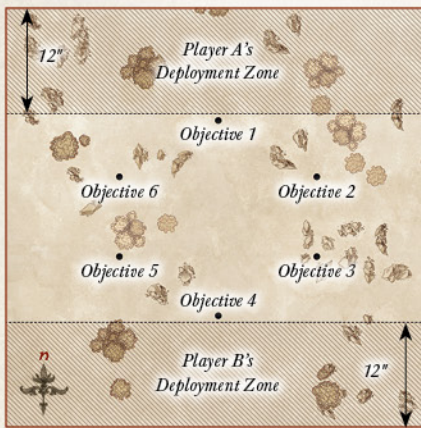 12"
Player A's
Deployment Zone
Objective 1
Objective 6
Objective 2
Objective 5
Objective 3
Objective 4
Player B's
Deployment Zone
12"
n